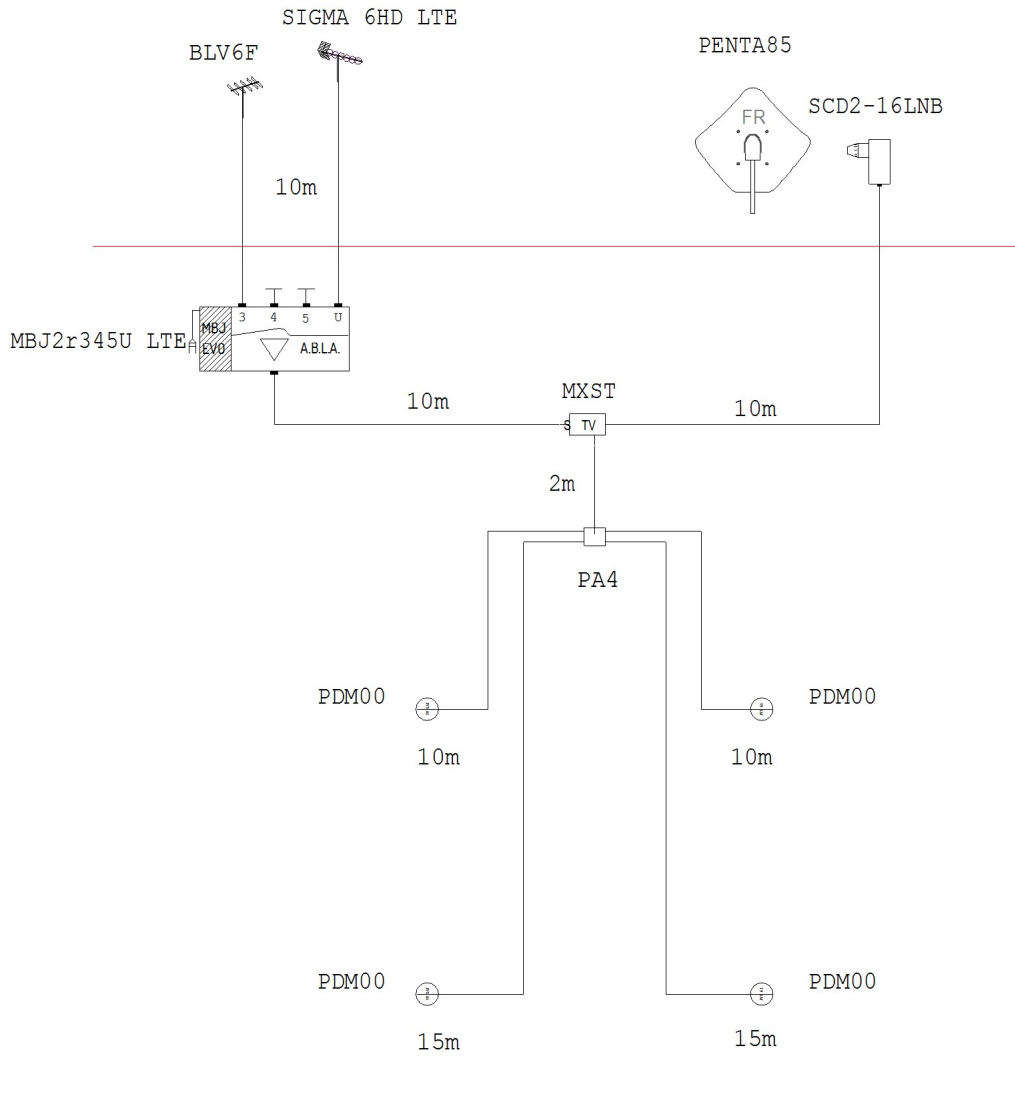 SIGMA 6HD LTE
BLV6F
PENTA85
SCD2-16LNB
FR
10m
3 4 5 U
MBJ2r345U LTE
MBJ
EVO
A.B.L.A.
10m
MXST
10m
S TV
2m
PA4
PDM00
PDM00
10m
10m
PDM00
PDM00
15m
15m